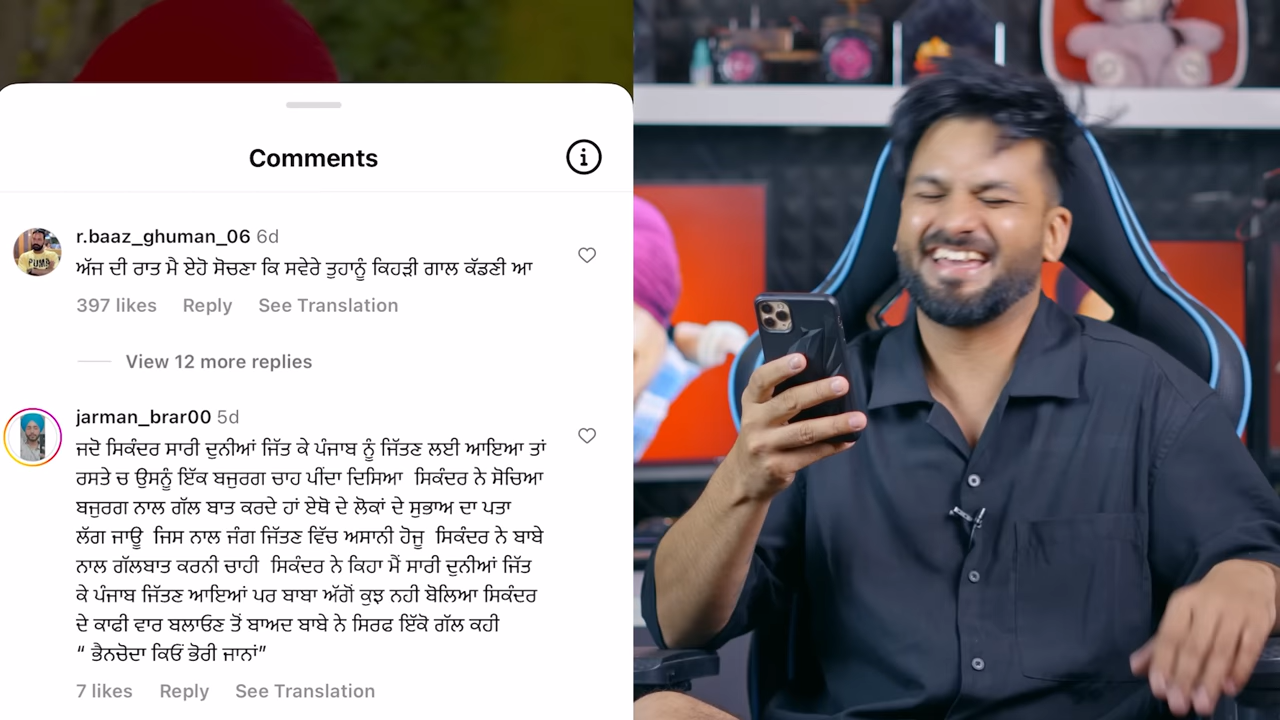 Comments
r.baaz_ghuman_06 6d
ਅੱਜ ਦੀ ਰਾਤ ਮੈ ਏਹੋ ਸੋਚਣਾ ਕਿ ਸਵੇਰੇ ਤੁਹਾਨੂੰ ਕਿਹੜੀ ਗਾਲ ਕੱਡਣੀ ਆ
397 likes Reply See Translation
View 12 more replies
jarman_brar00 5d
ਜਦੋ ਸਿਕੰਦਰ ਸਾਰੀ ਦੁਨੀਆਂ ਜਿੱਤ ਕੇ ਪੰਜਾਬ ਨੂੰ ਜਿੱਤਣ ਲਈ ਆਇਆ ਤਾਂ
ਰਸਤੇ ਚ ਉਸਨੂੰ ਇੱਕ ਬਜੁਰਗ ਚਾਹ ਪੀਂਦਾ ਦਿਸਿਆ ਸਿਕੰਦਰ ਨੇ ਸੋਚਿਆ
ਬਜੁਰਗ ਨਾਲ ਗੱਲ ਬਾਤ ਕਰਦੇ ਹਾਂ ਏਥੋ ਦੇ ਲੋਕਾਂ ਦੇ ਸੁਭਾਅ ਦਾ ਪਤਾ
ਲੱਗ ਜਾਊ ਜਿਸ ਨਾਲ ਜੰਗ ਜਿੱਤਣ ਵਿੱਚ ਅਸਾਨੀ ਹੋਜੂ ਸਿਕੰਦਰ ਨੇ ਬਾਬੇ
ਨਾਲ ਗੱਲਬਾਤ ਕਰਨੀ ਚਾਹੀ ਸਿਕੰਦਰ ਨੇ ਕਿਹਾ ਮੈਂ ਸਾਰੀ ਦੁਨੀਆਂ ਜਿੱਤ
ਕੇ ਪੰਜਾਬ ਜਿੱਤਣ ਆਇਆਂ ਪਰ ਬਾਬਾ ਅੱਗੋਂ ਕੁਝ ਨਹੀ ਬੋਲਿਆ ਸਿਕੰਦਰ
ਦੇ ਕਾਫੀ ਵਾਰ ਬਲਾਓਣ ਤੋਂ ਬਾਅਦ ਬਾਬੇ ਨੇ ਸਿਰਫ ਇੱਕੋ ਗੱਲ ਕਹੀ
“ ਭੈਨਚੋਦਾ ਕਿਓਂ ਭੋਰੀ ਜਾਨਾਂ”
7 likes Reply See Translation